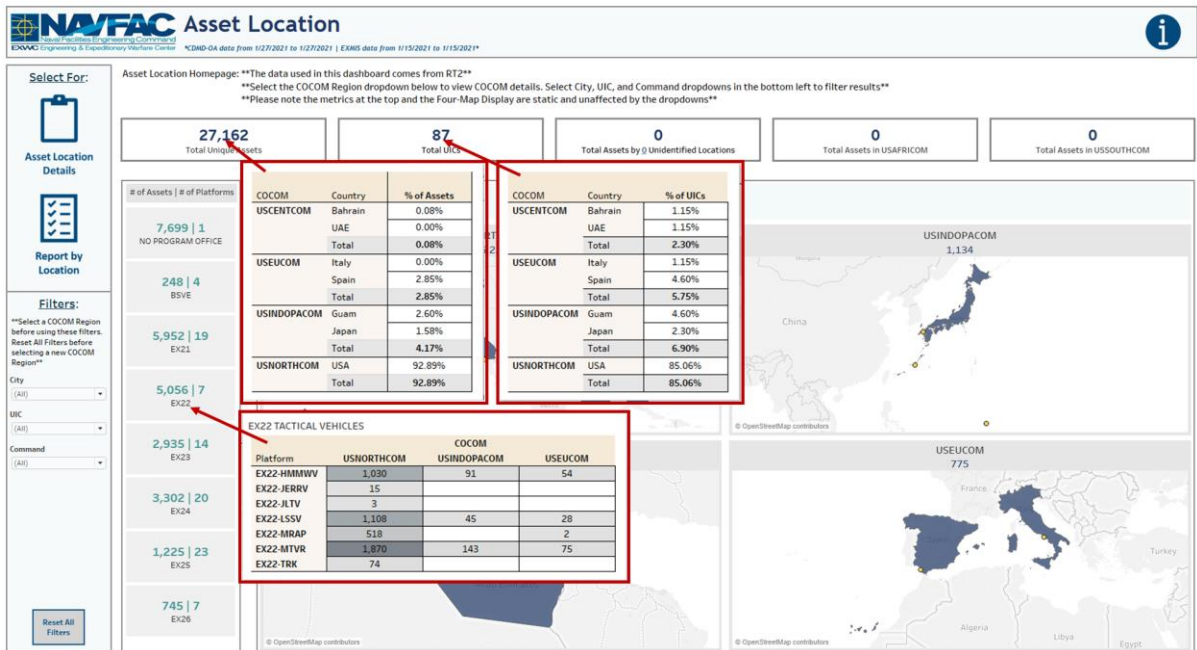 NAVFAC
Naval Facilities Engineering Command
EXWC Engineering & Expeditionary Warfare Center
Asset Location
*CDMD-OA data from 1/27/2021 to 1/27/2021 | EXMIS data from 1/15/2021 to 1/15/2021*
i
Select For:
Asset Location
Details
Report by
Location
Filters:
**Select a COCOM Region
before using these filters.
Reset All Filters before
selecting a new COCOM
Region**
City
(All)
UIC
(All)
Command
(All)
Reset All
Filters
Asset Location Homepage: **The data used in this dashboard comes from RT2**
**Select the COCOM Region dropdown below to view COCOM details. Select City, UIC, and Command dropdowns in the bottom left to filter results**
**Please note the metrics at the top and the Four-Map Display are static and unaffected by the dropdowns**
27,162
Total Unique Assets
87
Total UICs
0
Total Assets by 0 Unidentified Locations
0
Total Assets in USAFRICOM
0
Total Assets in USSOUTHCOM
# of Assets | # of Platforms
7,699 | 1
NO PROGRAM OFFICE
248 | 4
BSVE
5,952 | 19
EX21
5,056 | 7
EX22
2,935 | 14
EX23
3,302 | 20
EX24
1,225 | 23
EX25
745 | 7
EX26
COCOM Country % of Assets
USCENTCOM Bahrain 0.08%
UAE 0.00%
Total 0.08%
USEUCOM Italy 0.00%
Spain 2.85%
Total 2.85%
USINDOPACOM Guam 2.60%
Japan 1.58%
Total 4.17%
USNORTHCOM USA 92.89%
Total 92.89%
COCOM Country % of UICs
USCENTCOM Bahrain 1.15%
UAE 1.15%
Total 2.30%
USEUCOM Italy 1.15%
Spain 4.60%
Total 5.75%
USINDOPACOM Guam 4.60%
Japan 2.30%
Total 6.90%
USNORTHCOM USA 85.06%
Total 85.06%
EX22 TACTICAL VEHICLES
COCOM
Platform USNORTHCOM USINDOPACOM USEUCOM
EX22-HMMWV 1,030 91 54
EX22-JERRV 15
EX22-JLTV 3
EX22-LSSV 1,108 45 28
EX22-MRAP 518 2
EX22-MTVR 1,870 143 75
EX22-TRK 74
USINDOPACOM
1,134
Mongolia
China
© OpenStreetMap contributors
USEUCOM
775
France
Spain
Turkey
Algeria
Libya
Egypt
© OpenStreetMap contributors
© OpenStreetMap contributors